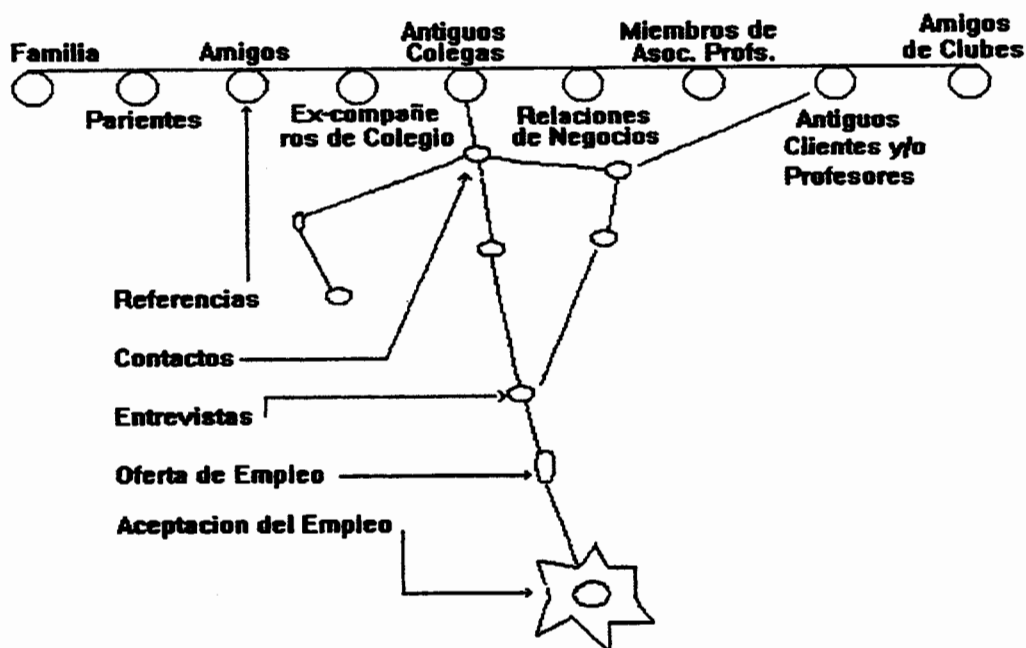 Familia
Amigos
Antiguos
Colegas
Miembros de
Asoc. Profs.
Amigos
de Clubes
Parientes
Ex-compañe
ros de Colegio
Relaciones
de Negocios
Antiguos
Clientes y/o
Profesores
Referencias
Contactos
Entrevistas
Oferta de Empleo
Aceptacion del Empleo